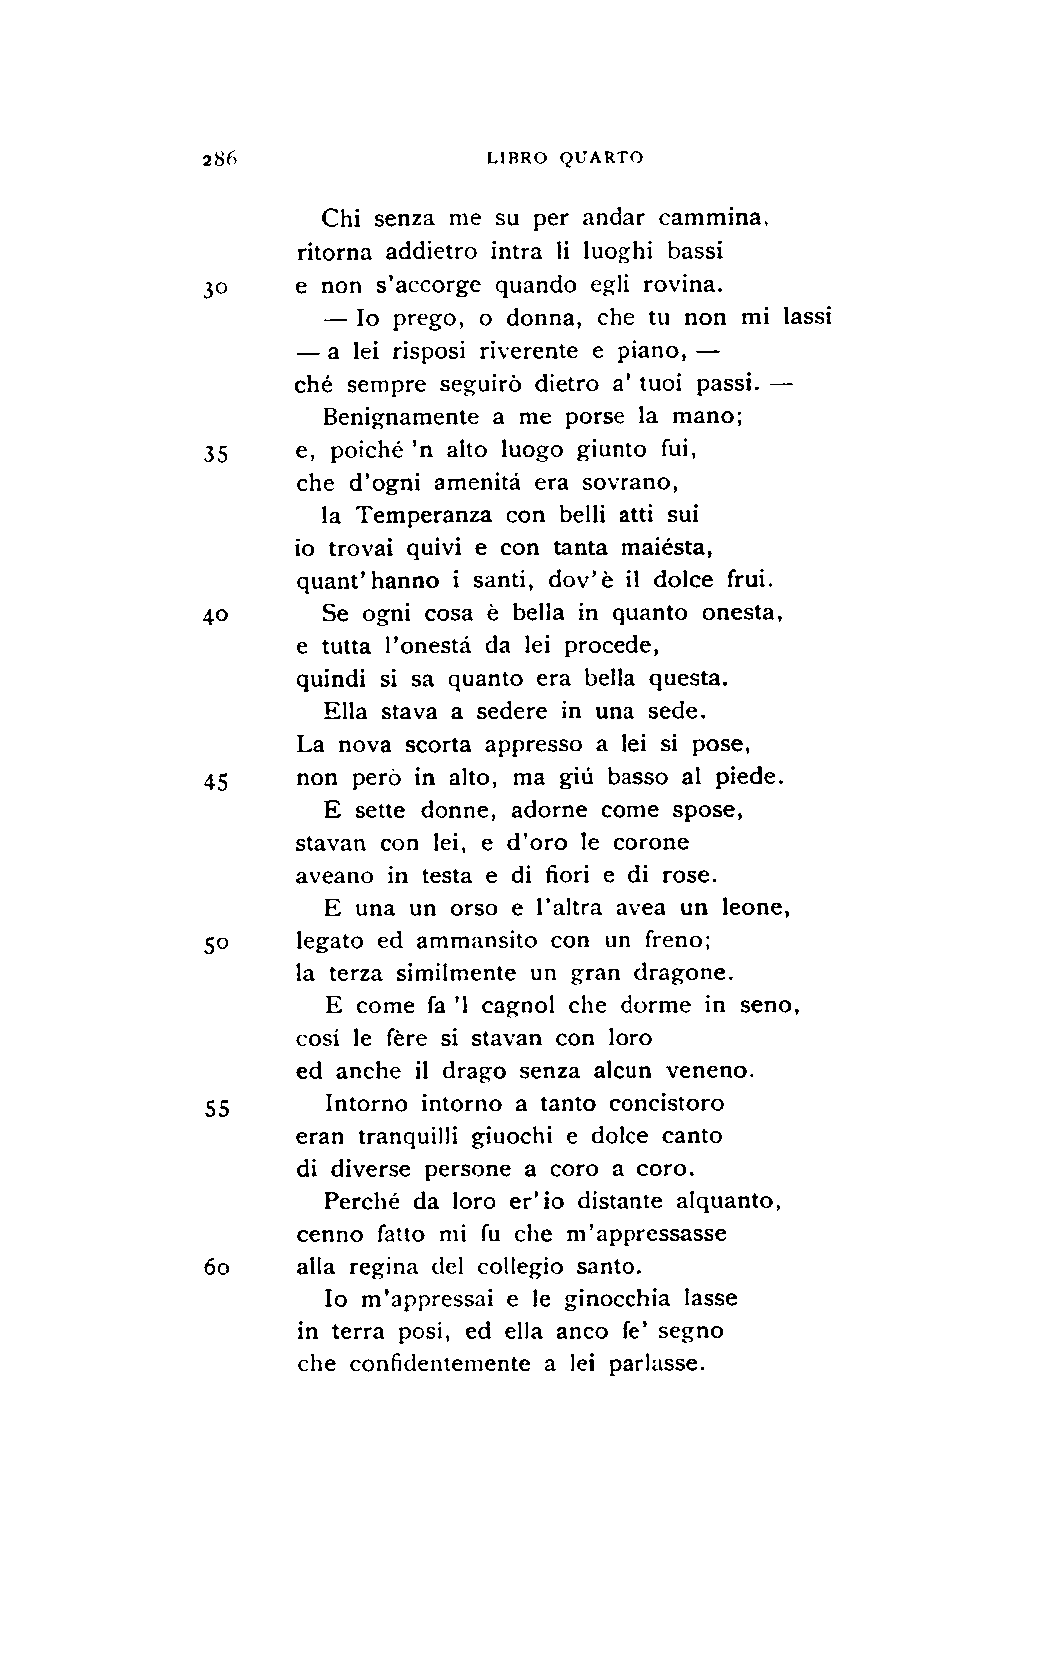 286 LIBRO QUARTO
Chi senza me su per andar cammina,
ritorna addietro intra li luoghi bassi
30 e non s'accorge quando egli rovina.
— Io prego, o donna, che tu non mi lassi
— a lei risposi riverente e piano, —
ché sempre seguirò dietro a' tuoi passi. —
Benignamente a me porse la mano;
35 e, poiché 'n alto luogo giunto fui,
che d'ogni amenitá era sovrano,
la Temperanza con belli atti sui
io trovai quivi e con tanta maiésta,
quant'hanno i santi, dov'è il dolce frui.
40 Se ogni cosa è bella in quanto onesta,
e tutta l'onestá da lei procede,
quindi si sa quanto era bella questa.
Ella stava a sedere in una sede.
La nova scorta appresso a lei si pose,
45 non però in alto, ma giú basso al piede.
E sette donne, adorne come spose,
stavan con lei, e d'oro le corone
aveano in testa e di fiori e di rose.
E una un orso e l'altra avea un leone,
50 legato ed ammansito con un freno;
la terza similmente un gran dragone.
E come fa 'l cagnol che dorme in seno,
cosí le fère si stavan con loro
ed anche il drago senza alcun veneno.
55 Intorno intorno a tanto concistoro
eran tranquilli giuochi e dolce canto
di diverse persone a coro a coro.
Perché da loro er'io distante alquanto,
cenno fatto mi fu che m'appressasse
60 alla regina del collegio santo.
Io m'appressai e le ginocchia lasse
in terra posi, ed ella anco fe' segno
che confidentemente a lei parlasse.